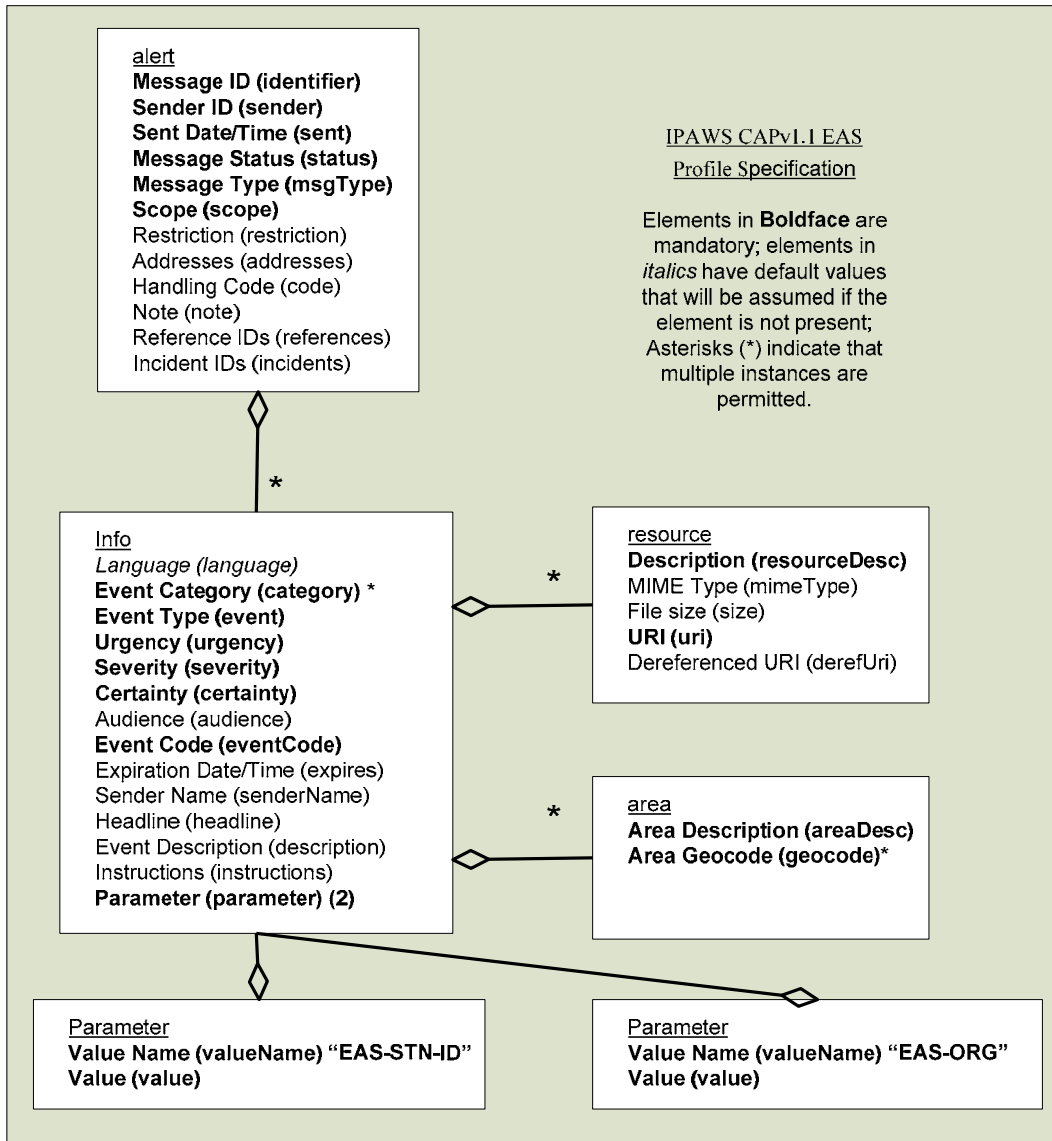 alert
Message ID (identifier)
Sender ID (sender)
Sent Date/Time (sent)
Message Status (status)
Message Type (msgType)
Scope (scope)
Restriction (restriction)
Addresses (addresses)
Handling Code (code)
Note (note)
Reference IDs (references)
Incident IDs (incidents)
IPAWS CAPv1.1 EAS
Profile Specification
Elements in Boldface are
mandatory; elements in
italics have default values
that will be assumed if the
element is not present;
Asterisks (*) indicate that
multiple instances are
permitted.
*
Info
Language (language)
Event Category (category) *
Event Type (event)
Urgency (urgency)
Severity (severity)
Certainty (certainty)
Audience (audience)
Event Code (eventCode)
Expiration Date/Time (expires)
Sender Name (senderName)
Headline (headline)
Event Description (description)
Instructions (instructions)
Parameter (parameter) (2)
*
resource
Description (resourceDesc)
MIME Type (mimeType)
File size (size)
URI (uri)
Dereferenced URI (derefUri)
*
area
Area Description (areaDesc)
Area Geocode (geocode)*
Parameter
Value Name (valueName) “EAS-STN-ID”
Value (value)
Parameter
Value Name (valueName) “EAS-ORG”
Value (value)